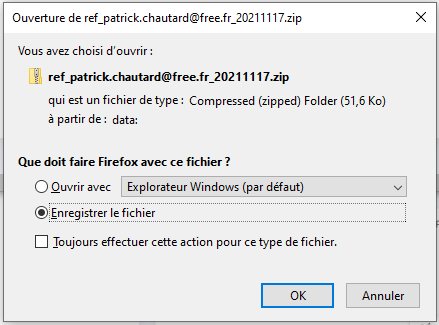 Ouverture de ref_patrick.chautard@free.fr_20211117.zip
Vous avez choisi d'ouvrir :
ref_patrick.chautard@free.fr_20211117.zip
qui est un fichier de type : Compressed (zipped) Folder (51,6 Ko)
à partir de : data:
Que doit faire Firefox avec ce fichier ?
Ouvrir avec Explorateur Windows (par défaut)
Enregistrer le fichier
Toujours effectuer cette action pour ce type de fichier.
OK Annuler